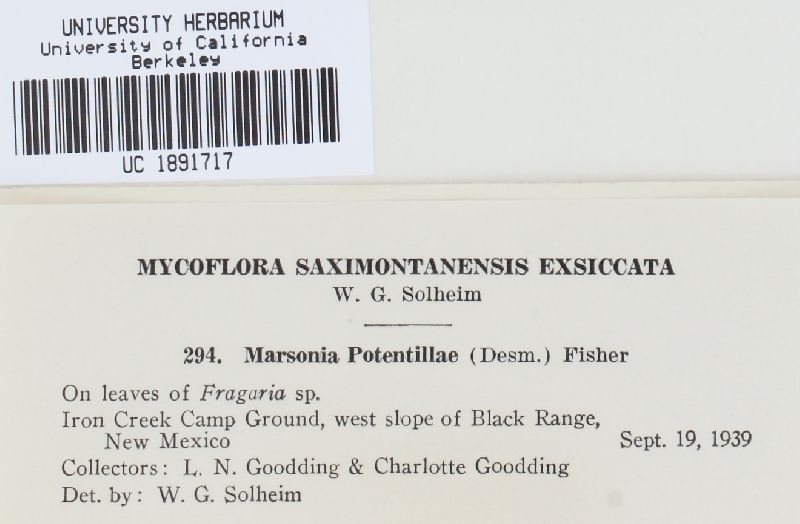 UNIVERSITY HERBARIUM
University of California
Berkeley
UC 1891717
MYCOFLORA SAXIMONTANENSIS EXSICCATA
W. G. Solheim
294. Marsonia Potentillae (Desm.) Fisher
On leaves of Fragaria sp.
Iron Creek Camp Ground, west slope of Black Range,
New Mexico Sept. 19, 1939
Collectors: L. N. Goodding & Charlotte Goodding
Det. by: W. G. Solheim